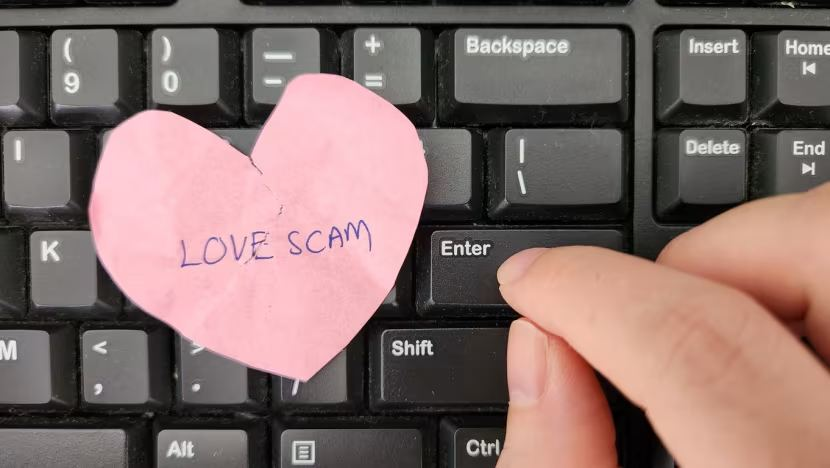 ( ) — + Backspace Insert Home
9 0 - =
I | Delete End
\
LOVE SCAM
K Enter
M < > Shift
, . /
Alt Ctrl